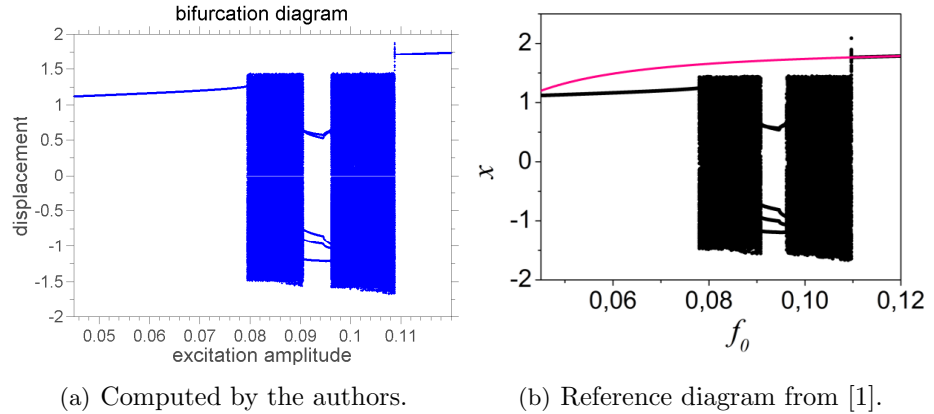 bifurcation diagram
2
1.5
1
0.5
0
-0.5
-1
-1.5
-2
displacement
0.05 0.06 0.07 0.08 0.09 0.1 0.11
excitation amplitude
(a) Computed by the authors.
2
1
0
-1
-2
x
0,06 0,08 0,10 0,12
f0
(b) Reference diagram from [1].